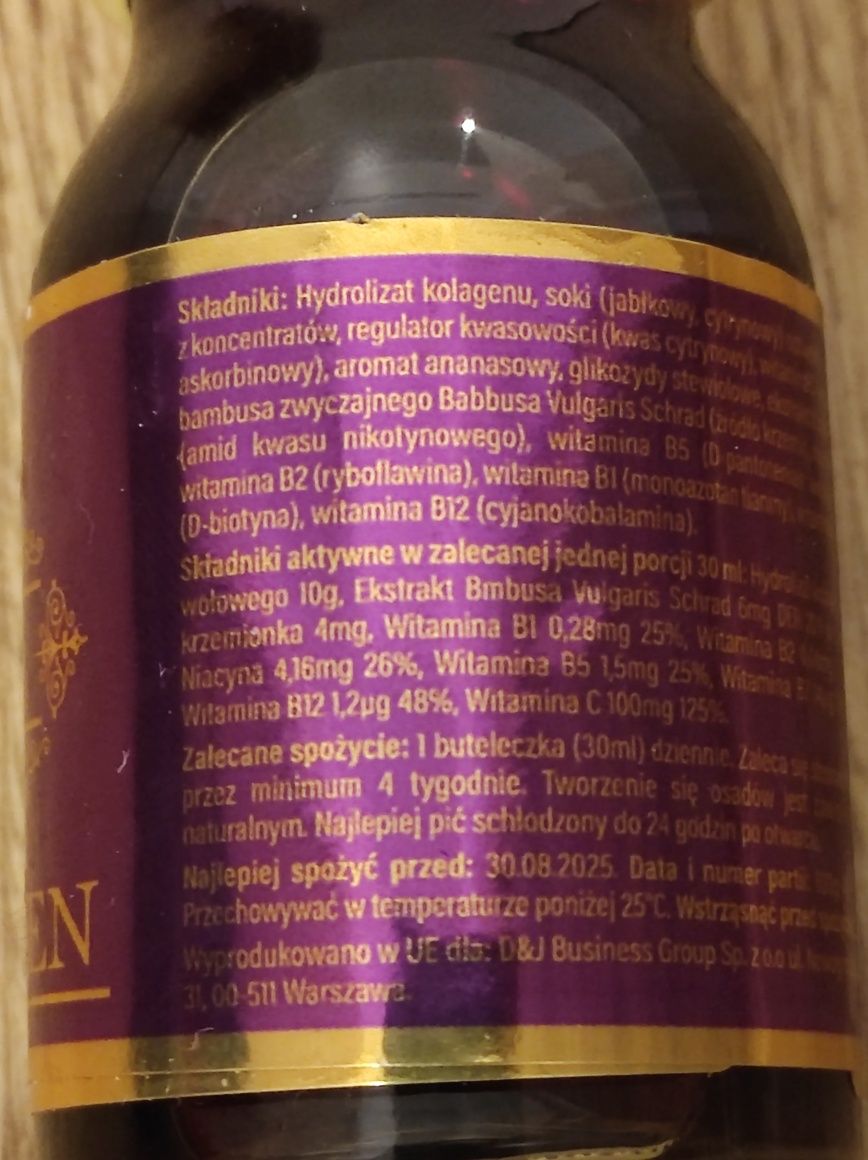 Składniki: Hydrolizat kolagenu, soki (jabłkowy, cytrynowy)
z koncentratów, regulator kwasowości (kwas cytrynowy),
askorbinowy), aromat ananasowy, glikozydy stewiolowe,
bambusa zwyczajnego Babbusa Vulgaris Schrad (źródło
(amid kwasu nikotynowego), witamina B5 (D
witamina B2 (ryboflawina), witamina B1 (monoazotan tiaminy),
(D-biotyna), witamina B12 (cyjanokobalamina).
Składniki aktywne w zalecanej jednej porcji 30 ml:
wołowego 10g, Ekstrakt Bmbusa Vulgaris Schrad 6mg
krzemionka 4mg, Witamina B1 0,28mg 25%, Witamina B2
Niacyna 4,16mg 26%, Witamina B5 1,5mg 25%, Witamina
Witamina B12 1,2µg 48%, Witamina C 100mg 125%.
Zalecane spożycie: 1 buteleczka (30ml) dziennie. Zaleca się
przez minimum 4 tygodnie. Tworzenie się osadów jest
naturalnym. Najlepiej pić schłodzony do 24 godzin po
Najlepiej spożyć przed: 30.08.2025. Data i numer partii
Przechowywać w temperaturze poniżej 25°C. Wstrząsnąć przed
Wyprodukowano w UE dla: D&J Business Group Sp. z o.o ul.
31, 00-511 Warszawa.
EN